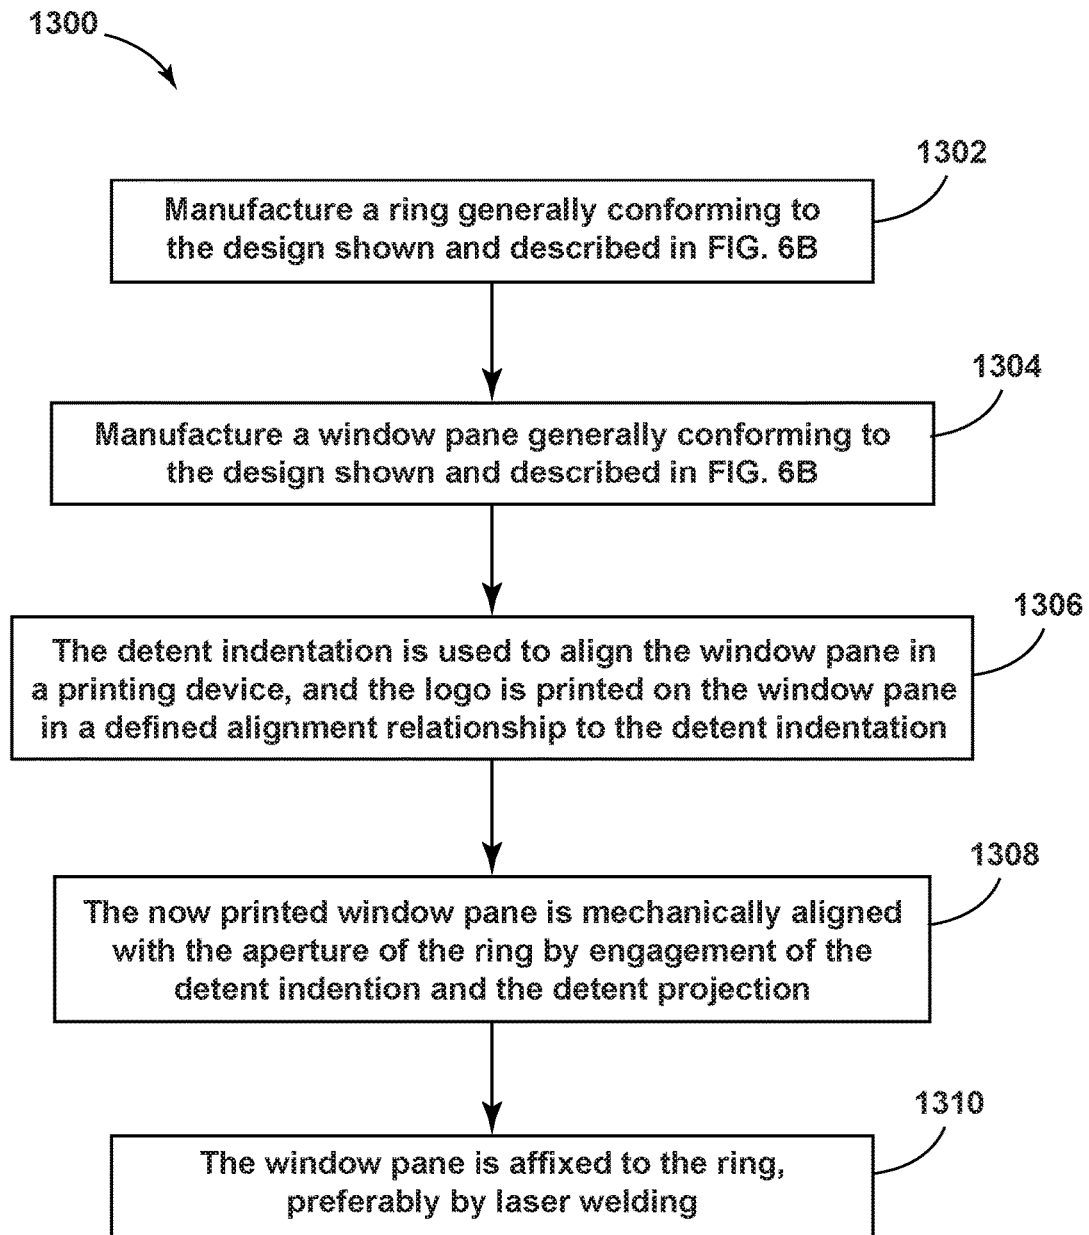 1300
1302
Manufacture a ring generally conforming to
the design shown and described in FIG. 6B
1304
Manufacture a window pane generally conforming to
the design shown and described in FIG. 6B
1306
The detent indentation is used to align the window pane in
a printing device, and the logo is printed on the window pane
in a defined alignment relationship to the detent indentation
1308
The now printed window pane is mechanically aligned
with the aperture of the ring by engagement of the
detent indention and the detent projection
1310
The window pane is affixed to the ring,
preferably by laser welding